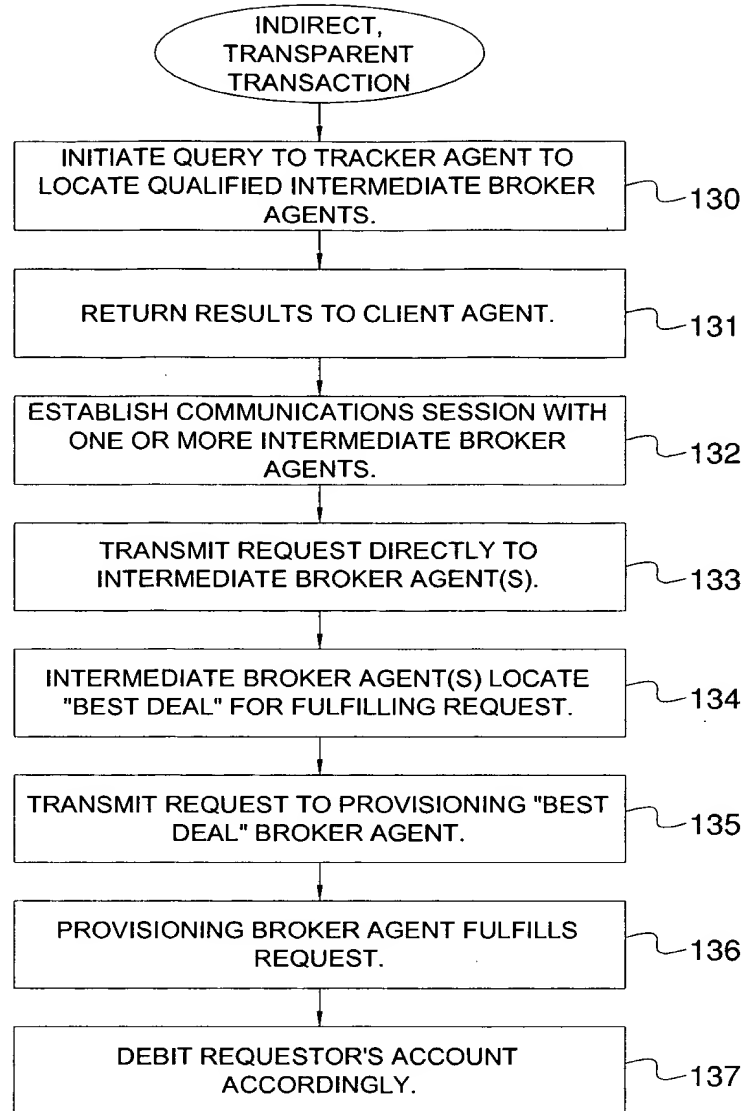 INDIRECT,
TRANSPARENT
TRANSACTION
INITIATE QUERY TO TRACKER AGENT TO
LOCATE QUALIFIED INTERMEDIATE BROKER
AGENTS.
130
RETURN RESULTS TO CLIENT AGENT.
131
ESTABLISH COMMUNICATIONS SESSION WITH
ONE OR MORE INTERMEDIATE BROKER
AGENTS.
132
TRANSMIT REQUEST DIRECTLY TO
INTERMEDIATE BROKER AGENT(S).
133
INTERMEDIATE BROKER AGENT(S) LOCATE
"BEST DEAL" FOR FULFILLING REQUEST.
134
TRANSMIT REQUEST TO PROVISIONING "BEST
DEAL" BROKER AGENT.
135
PROVISIONING BROKER AGENT FULFILLS
REQUEST.
136
DEBIT REQUESTOR'S ACCOUNT
ACCORDINGLY.
137